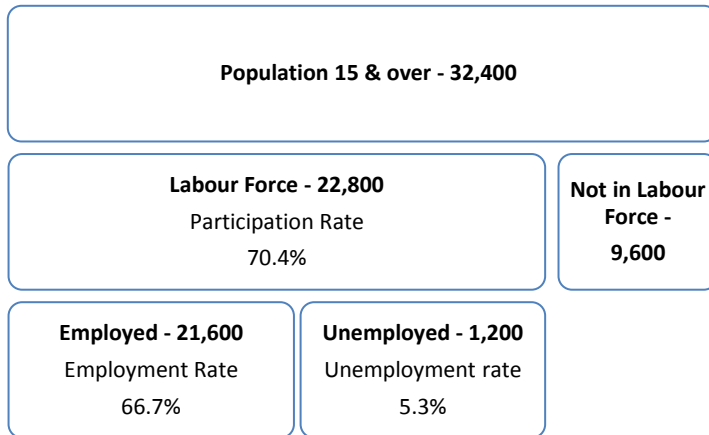 Population 15 & over - 32,400
Labour Force - 22,800
Participation Rate
70.4%
Not in Labour
Force -
9,600
Employed - 21,600
Employment Rate
66.7%
Unemployed - 1,200
Unemployment rate
5.3%